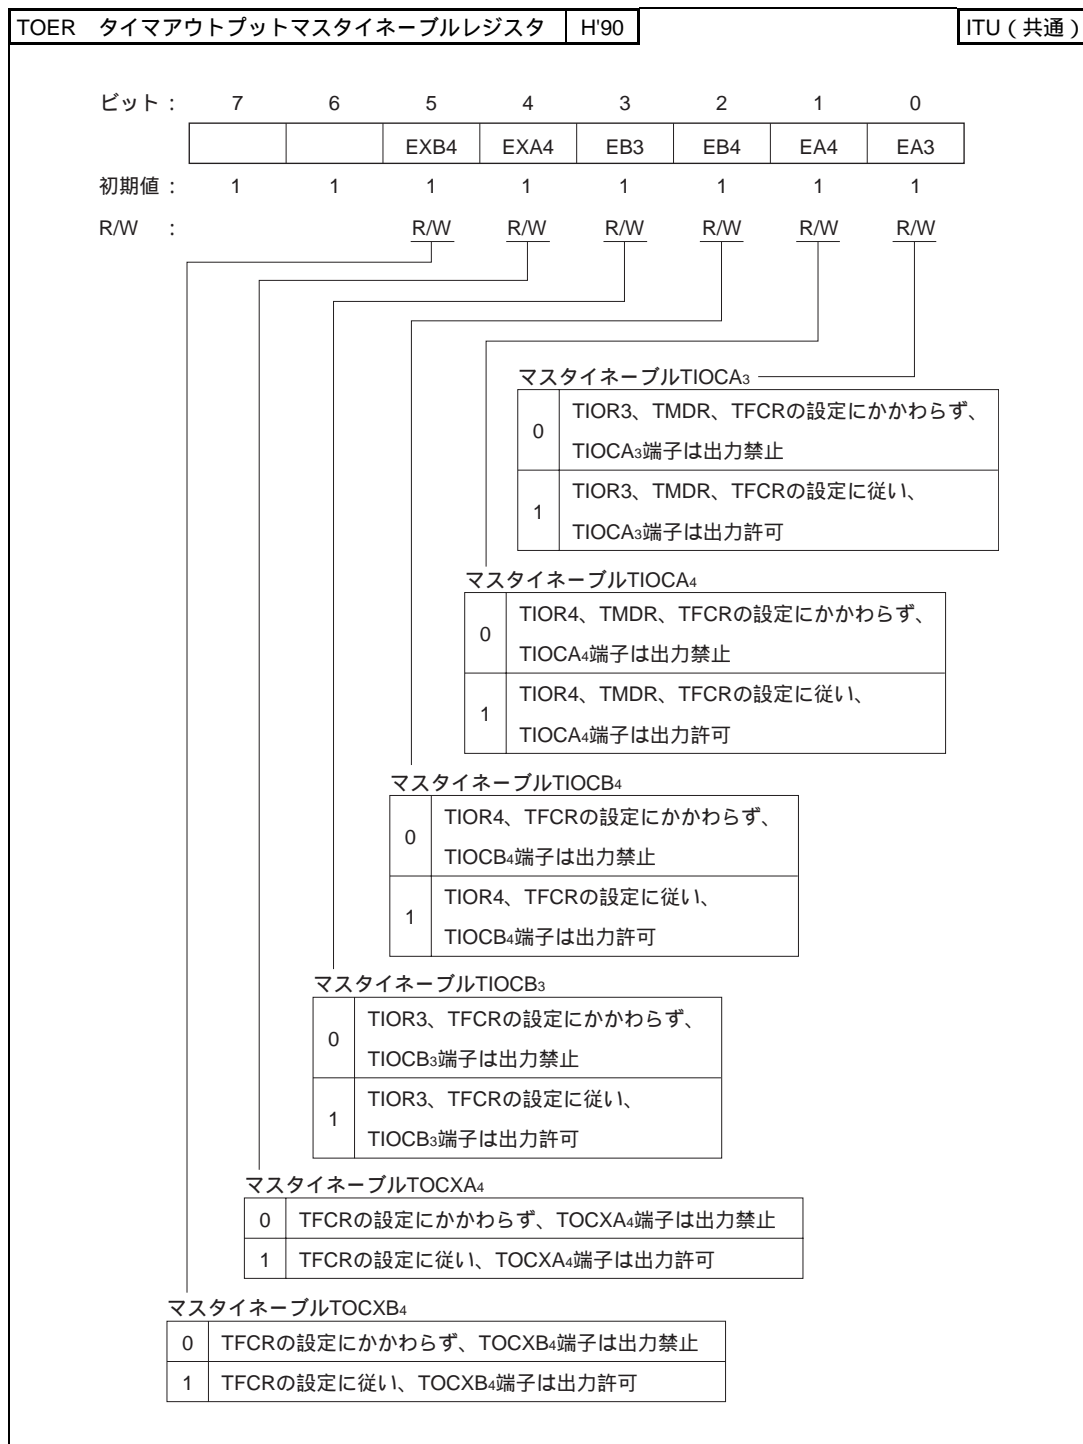 TOER タイマアウトプットマスタイネーブルレジスタ H'90 ITU(共通)
ビット: 7 6 5 4 3 2 1 0
EXB4 EXA4 EB3 EB4 EA4 EA3
初期値: 1 1 1 1 1 1 1 1
R/W : R/W R/W R/W R/W R/W R/W
マスタイネーブルTIOCA3
0 TIOR3、TMDR、TFCRの設定にかかわらず、
TIOCA3端子は出力禁止
1 TIOR3、TMDR、TFCRの設定に従い、
TIOCA3端子は出力許可
マスタイネーブルTIOCA4
0 TIOR4、TMDR、TFCRの設定にかかわらず、
TIOCA4端子は出力禁止
1 TIOR4、TMDR、TFCRの設定に従い、
TIOCA4端子は出力許可
マスタイネーブルTIOCB4
0 TIOR4、TFCRの設定にかかわらず、
TIOCB4端子は出力禁止
1 TIOR4、TFCRの設定に従い、
TIOCB4端子は出力許可
マスタイネーブルTIOCB3
0 TIOR3、TFCRの設定にかかわらず、
TIOCB3端子は出力禁止
1 TIOR3、TFCRの設定に従い、
TIOCB3端子は出力許可
マスタイネーブルTOCXA4
0 TFCRの設定にかかわらず、TOCXA4端子は出力禁止
1 TFCRの設定に従い、TOCXA4端子は出力許可
マスタイネーブルTOCXB4
0 TFCRの設定にかかわらず、TOCXB4端子は出力禁止
1 TFCRの設定に従い、TOCXB4端子は出力許可